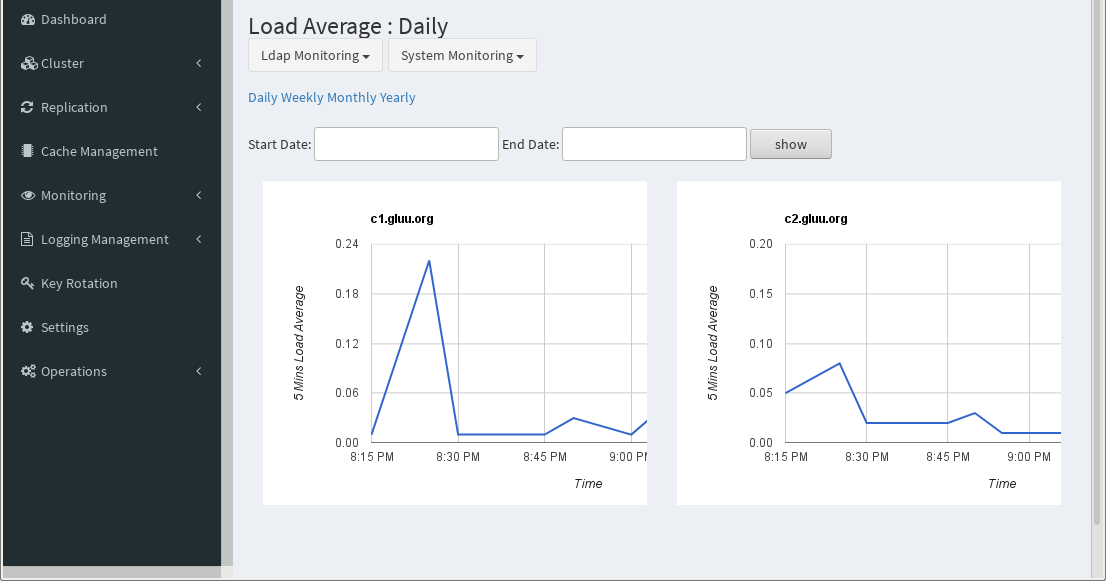 Dashboard
Cluster
Replication
Cache Management
Monitoring
Logging Management
Key Rotation
Settings
Operations
Load Average : Daily
Ldap Monitoring System Monitoring
Daily Weekly Monthly Yearly
Start Date: End Date: show
c1.gluu.org
5 Mins Load Average
0.24
0.18
0.12
0.06
0.00
8:15 PM 8:30 PM 8:45 PM 9:00 PM
Time
c2.gluu.org
5 Mins Load Average
0.20
0.15
0.10
0.05
0.00
8:15 PM 8:30 PM 8:45 PM 9:00 PM
Time